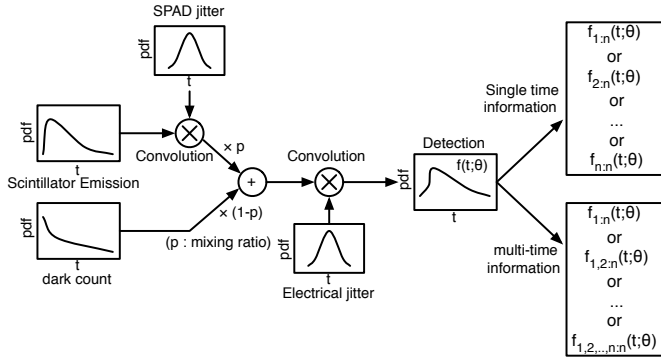 SPAD jitter
pdf
t
pdf
t
Scintillator Emission
Convolution
× p
pdf
t
dark count
+
× (1-p)
(p : mixing ratio)
Convolution
pdf
t
Electrical jitter
Detection
pdf
f(t;θ)
t
Single time
information
multi-time
information
f1:n(t;θ)
or
f2:n(t;θ)
or
...
or
fn:n(t;θ)
f1:n(t;θ)
or
f1,2:n(t;θ)
or
...
or
f1,2,..,n:n(t;θ)